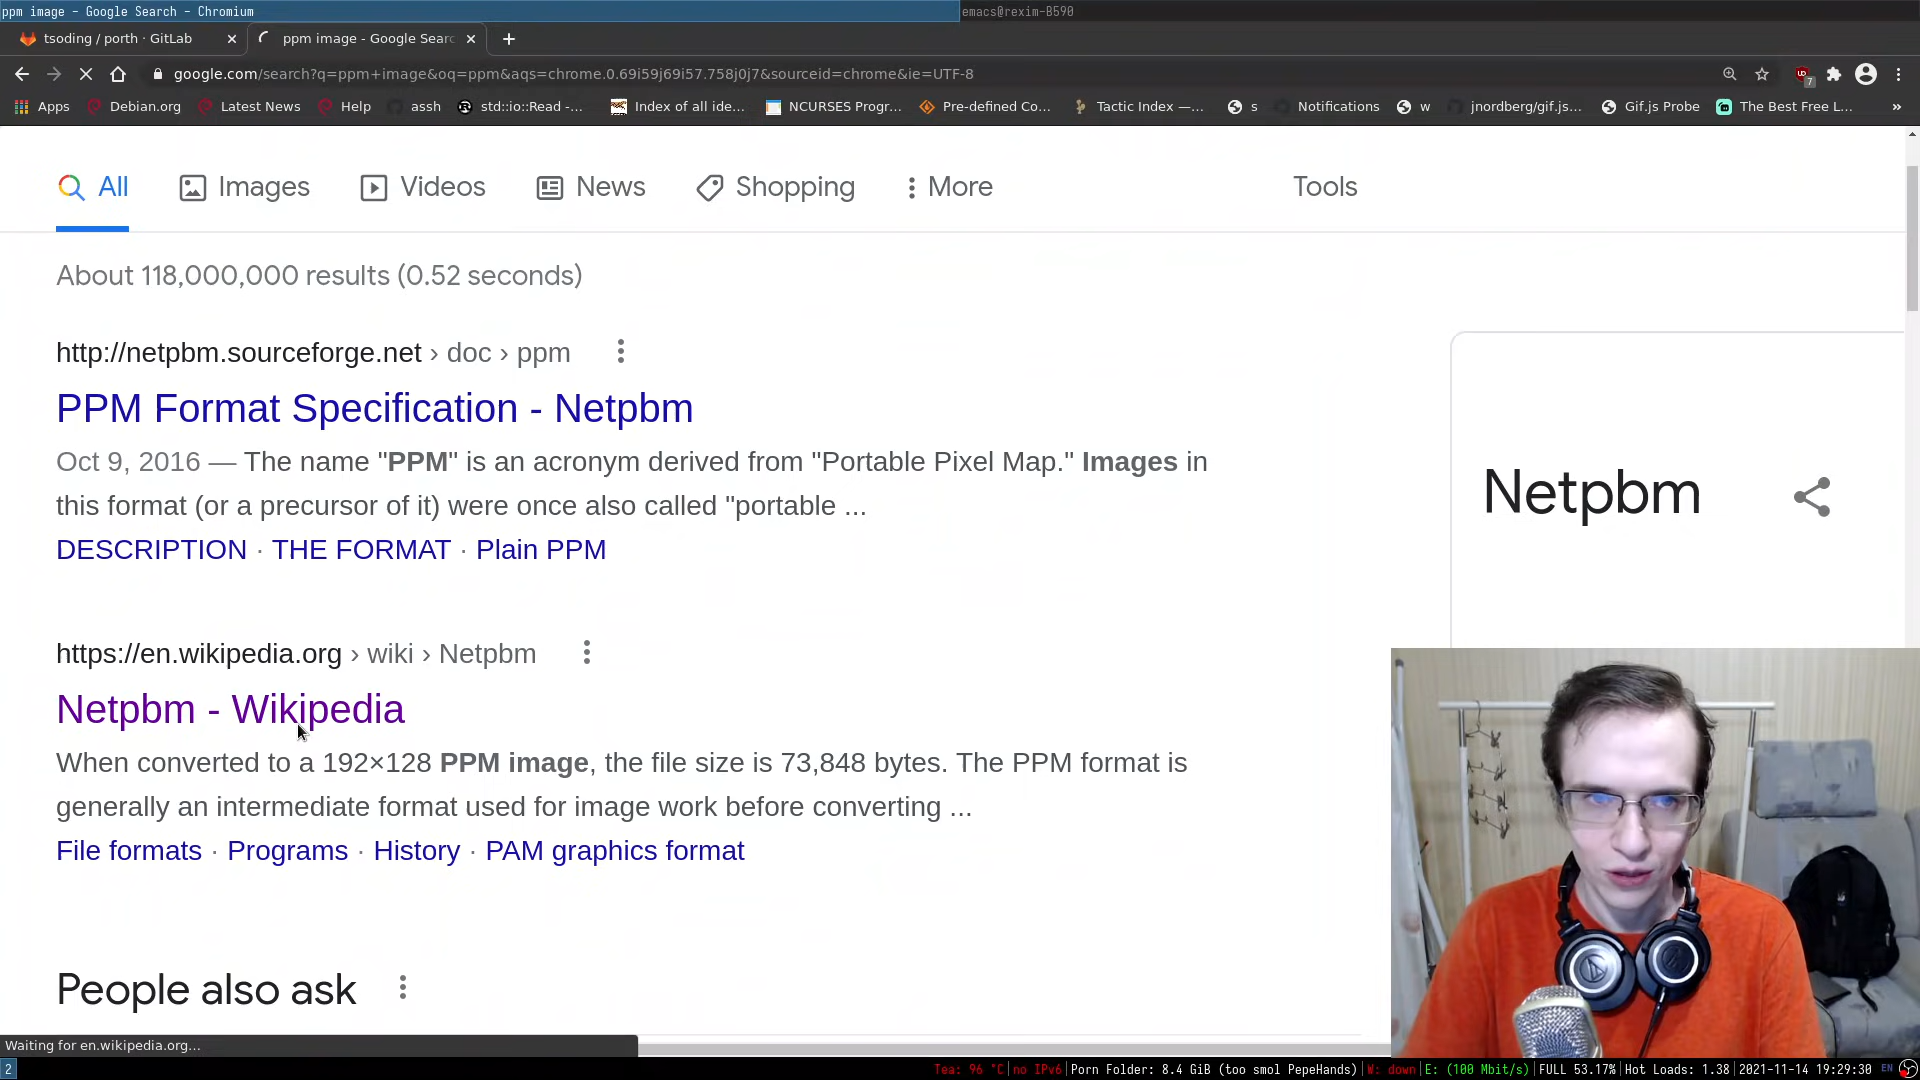 ppm image - Google Search - Chromium
emacs@rexim-B590
tsoding / porth · GitLab
ppm image - Google Searc
google.com/search?q=ppm+image&oq=ppm&aqs=chrome.0.69i59j69i57.758j0j7&sourceid=chrome&ie=UTF-8
7
Apps Debian.org Latest News Help assh std::io::Read -... Index of all ide... NCURSES Progr... Pre-defined Co... Tactic Index —... s Notifications w jnordberg/gif.js... Gif.js Probe The Best Free L... »
All Images Videos News Shopping More Tools
About 118,000,000 results (0.52 seconds)
http://netpbm.sourceforge.net › doc › ppm
PPM Format Specification - Netpbm
Oct 9, 2016 — The name "PPM" is an acronym derived from "Portable Pixel Map." Images in
this format (or a precursor of it) were once also called "portable ...
DESCRIPTION · THE FORMAT · Plain PPM
Netpbm
https://en.wikipedia.org › wiki › Netpbm
Netpbm - Wikipedia
When converted to a 192×128 PPM image, the file size is 73,848 bytes. The PPM format is
generally an intermediate format used for image work before converting ...
File formats · Programs · History · PAM graphics format
People also ask
Waiting for en.wikipedia.org...
2
Tea: 96 °C|no IPv6|Porn Folder: 8.4 GiB (too smol PepeHands)|W: down|E: (100 Mbit/s)|FULL 53.17%|Hot Loads: 1.38|2021-11-14 19:29:30 EN